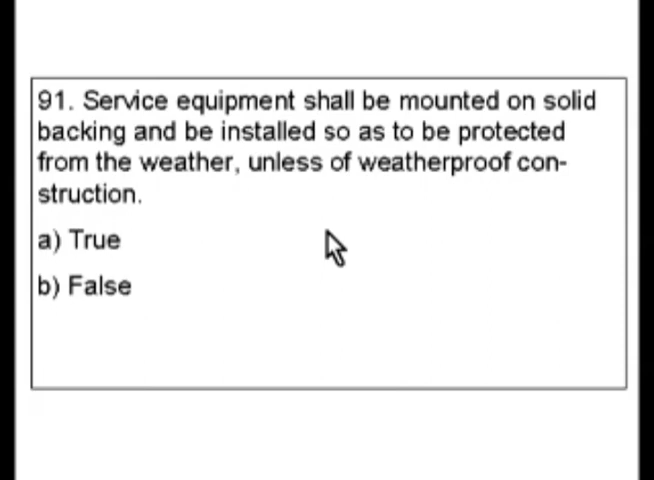 91. Service equipment shall be mounted on solid
backing and be installed so as to be protected
from the weather, unless of weatherproof con-
struction.
a) True
b) False